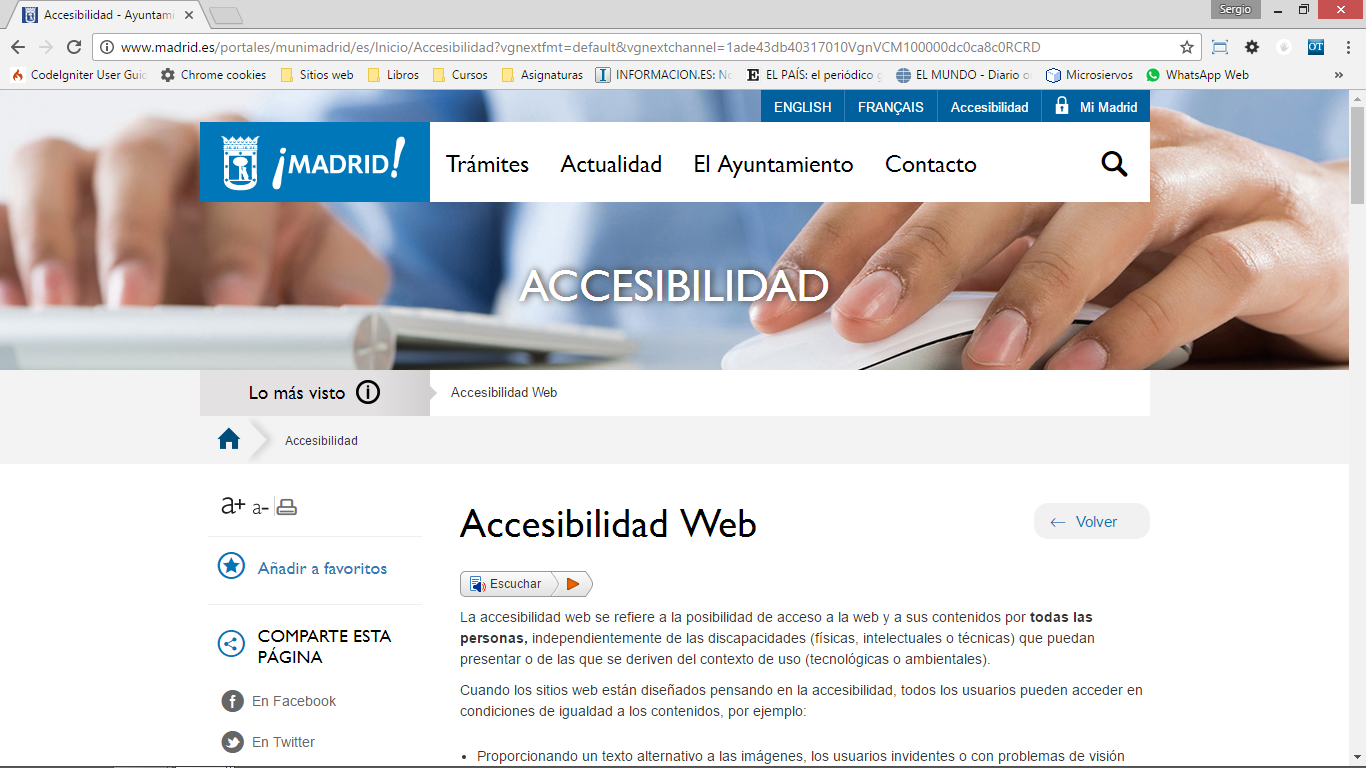 Accesibilidad - Ayuntam
Sergio
www.madrid.es/portales/munimadrid/es/Inicio/Accesibilidad?vgnextfmt=default&vgnextchannel=1ade43db40317010VgnVCM100000dc0ca8c0RCRD
OT
CodeIgniter User Guid
Chrome cookies
Sitios web
Libros
Cursos
Asignaturas
INFORMACION.ES: No
EL PAÍS: el periódico g
EL MUNDO - Diario o
Microsiervos
WhatsApp Web
»
ENGLISH
FRANÇAIS
Accesibilidad
Mi Madrid
¡MADRID!
Trámites
Actualidad
El Ayuntamiento
Contacto
ACCESIBILIDAD
Lo más visto
Accesibilidad Web
Accesibilidad
a+ a-
Accesibilidad Web
← Volver
Añadir a favoritos
Escuchar
COMPARTE ESTA
PÁGINA
En Facebook
En Twitter
La accesibilidad web se refiere a la posibilidad de acceso a la web y a sus contenidos por todas las
personas, independientemente de las discapacidades (físicas, intelectuales o técnicas) que puedan
presentar o de las que se deriven del contexto de uso (tecnológicas o ambientales).
Cuando los sitios web están diseñados pensando en la accesibilidad, todos los usuarios pueden acceder en
condiciones de igualdad a los contenidos, por ejemplo:
• Proporcionando un texto alternativo a las imágenes, los usuarios invidentes o con problemas de visión